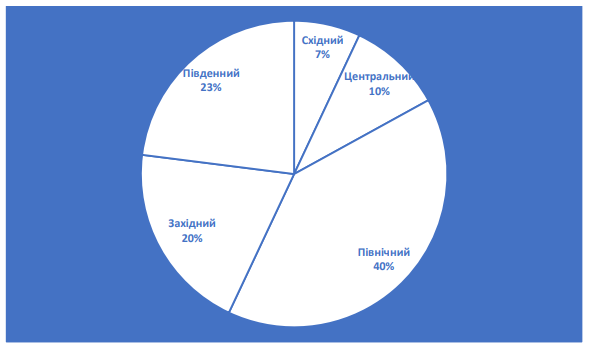 Східний
7%
Центральний
10%
Північний
40%
Західний
20%
Південний
23%